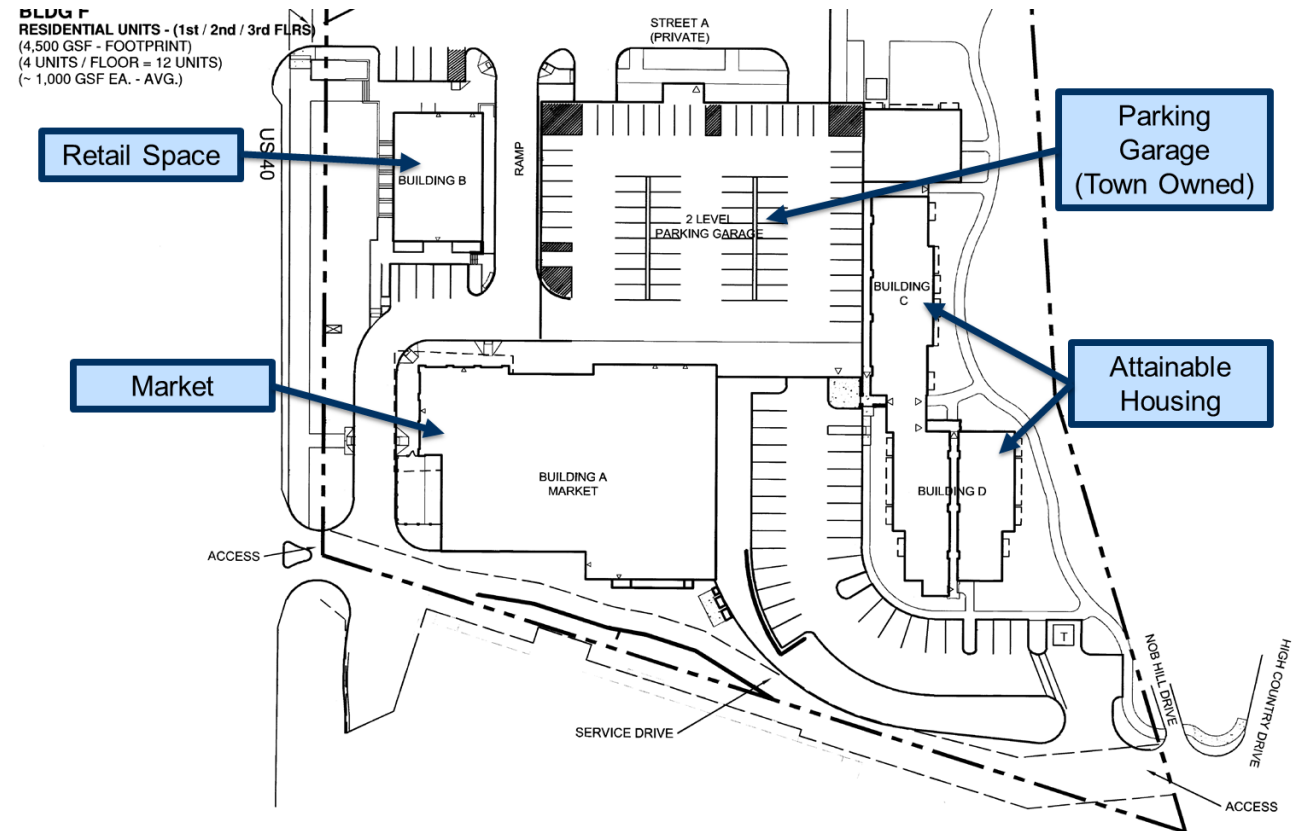 BLDG F
RESIDENTIAL UNITS - (1st / 2nd / 3rd FLRS)
(4,500 GSF - FOOTPRINT)
(4 UNITS / FLOOR = 12 UNITS)
(~ 1,000 GSF EA. - AVG.)
STREET A
(PRIVATE)
Parking
Garage
(Town Owned)
Retail Space
US 40
BUILDING B
RAMP
2 LEVEL
PARKING GARAGE
BUILDING
C
Attainable
Housing
Market
BUILDING A
MARKET
BUILDING D
ACCESS
T
NOB HILL DRIVE
HIGH COUNTRY DRIVE
SERVICE DRIVE
ACCESS